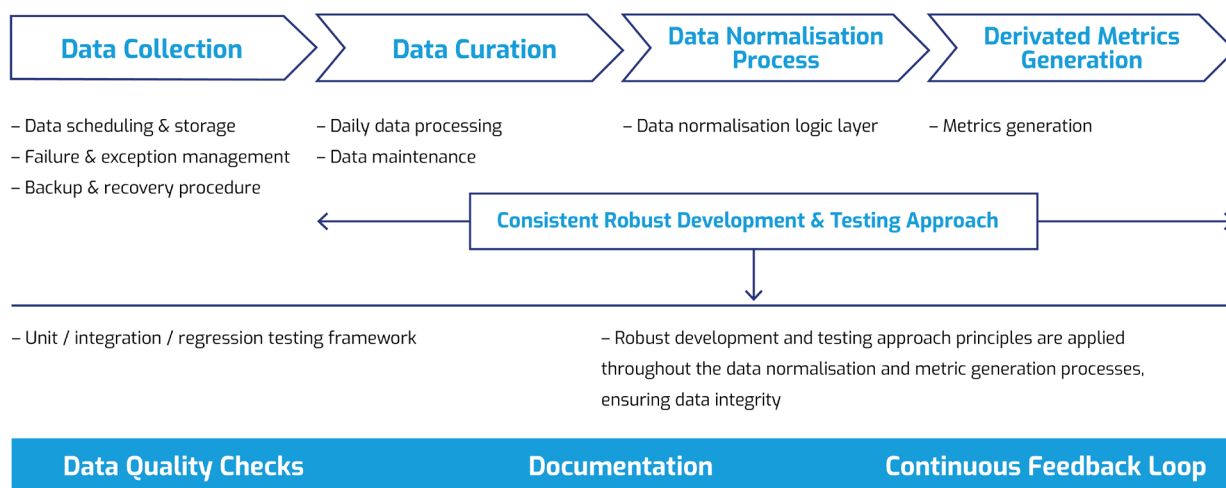 Data Collection
Data Curation
Data Normalisation
Process
Derivated Metrics
Generation
– Data scheduling & storage
– Failure & exception management
– Backup & recovery procedure
– Daily data processing
– Data maintenance
– Data normalisation logic layer
– Metrics generation
Consistent Robust Development & Testing Approach
– Unit / integration / regression testing framework
– Robust development and testing approach principles are applied
throughout the data normalisation and metric generation processes,
ensuring data integrity
Data Quality Checks
Documentation
Continuous Feedback Loop